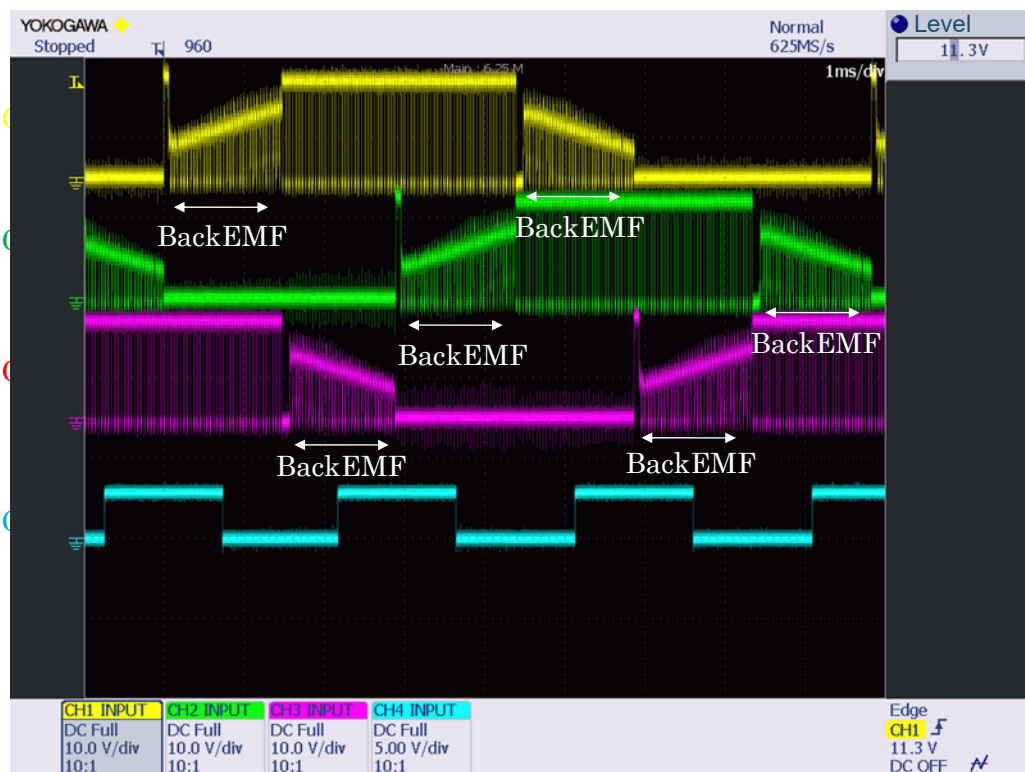 YOKOGAWA
Stopped
960
Normal
625MS/s
Level
11.3V
Main : 6.25 M
1ms/div
BackEMF
BackEMF
BackEMF
BackEMF
BackEMF
BackEMF
CH1 INPUT
DC Full
10.0 V/div
10:1
CH2 INPUT
DC Full
10.0 V/div
10:1
CH3 INPUT
DC Full
10.0 V/div
10:1
CH4 INPUT
DC Full
5.00 V/div
10:1
Edge
CH1
11.3 V
DC OFF